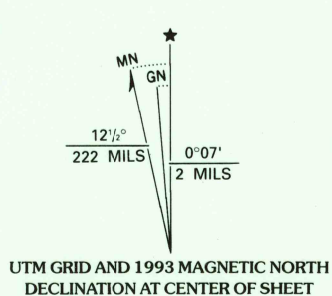 ★
MN
GN
12½°
222 MILS
0°07'
2 MILS
UTM GRID AND 1993 MAGNETIC NORTH
DECLINATION AT CENTER OF SHEET